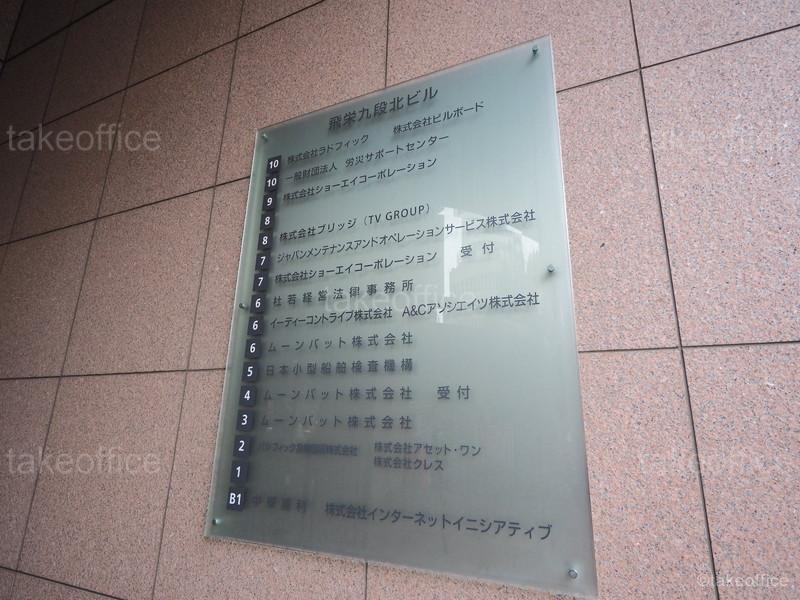 飛栄九段北ビル
10 株式会社ラドフィック 株式会社ビルボード
10 一般財団法人 労災サポートセンター
9 株式会社ショーエイコーポレーション
8
8 株式会社ブリッジ（TV GROUP）
7 ジャパンメンテナンスアンドオペレーションサービス株式会社
7 株式会社ショーエイコーポレーション 受付
6 杜若経営法律事務所
6 イーティーコントライブ株式会社 A&Cアソシエイツ株式会社
6 ムーンバット株式会社
5 日本小型船舶検査機構
4 ムーンバット株式会社 受付
3 ムーンバット株式会社
2 株式会社アセット・ワン
株式会社クレス
1
B1 株式会社インターネットイニシアティブ
takeoffice
takeoffice
takeoffice
takeoffice
takeoffice
©takeoffice